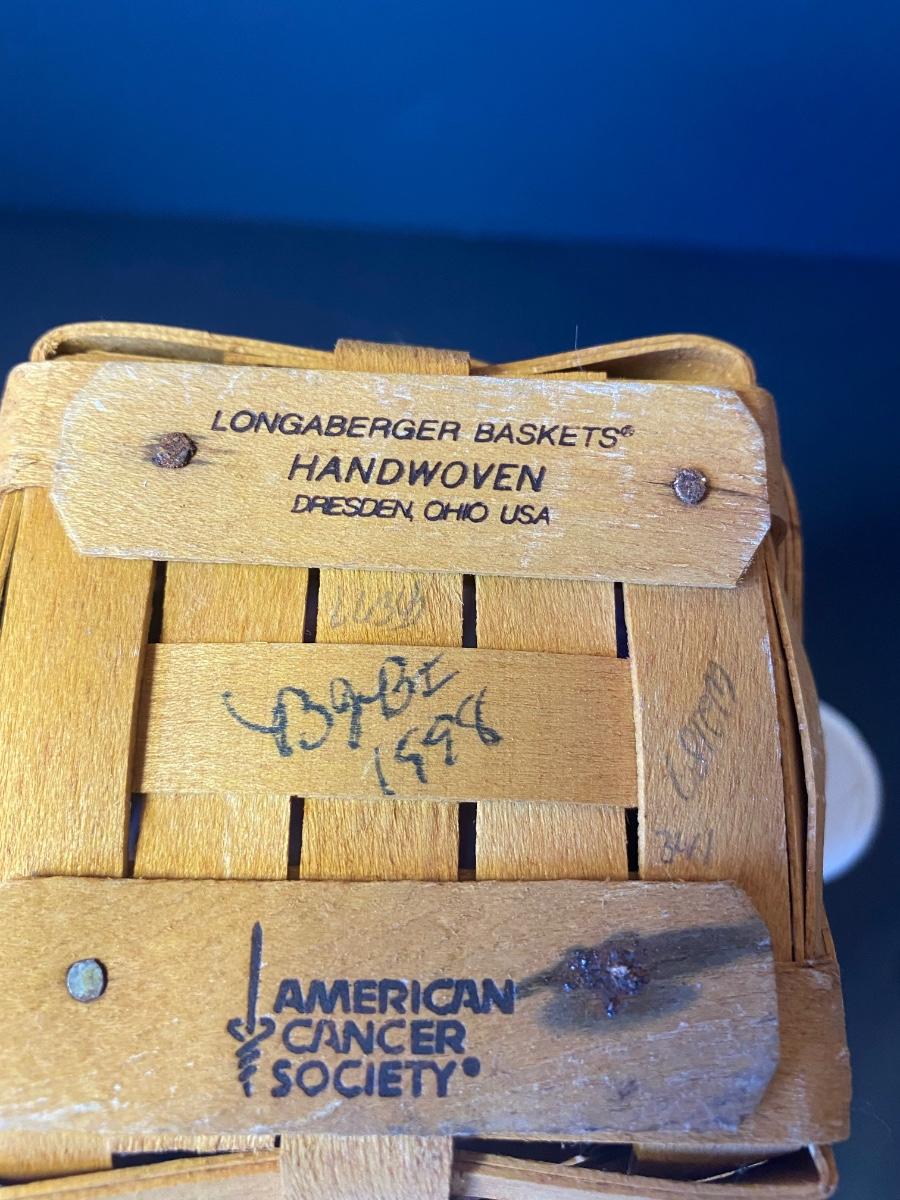 LONGABERGER BASKETS®
HANDWOVEN
DRESDEN, OHIO USA
1998
AMERICAN
CANCER
SOCIETY®